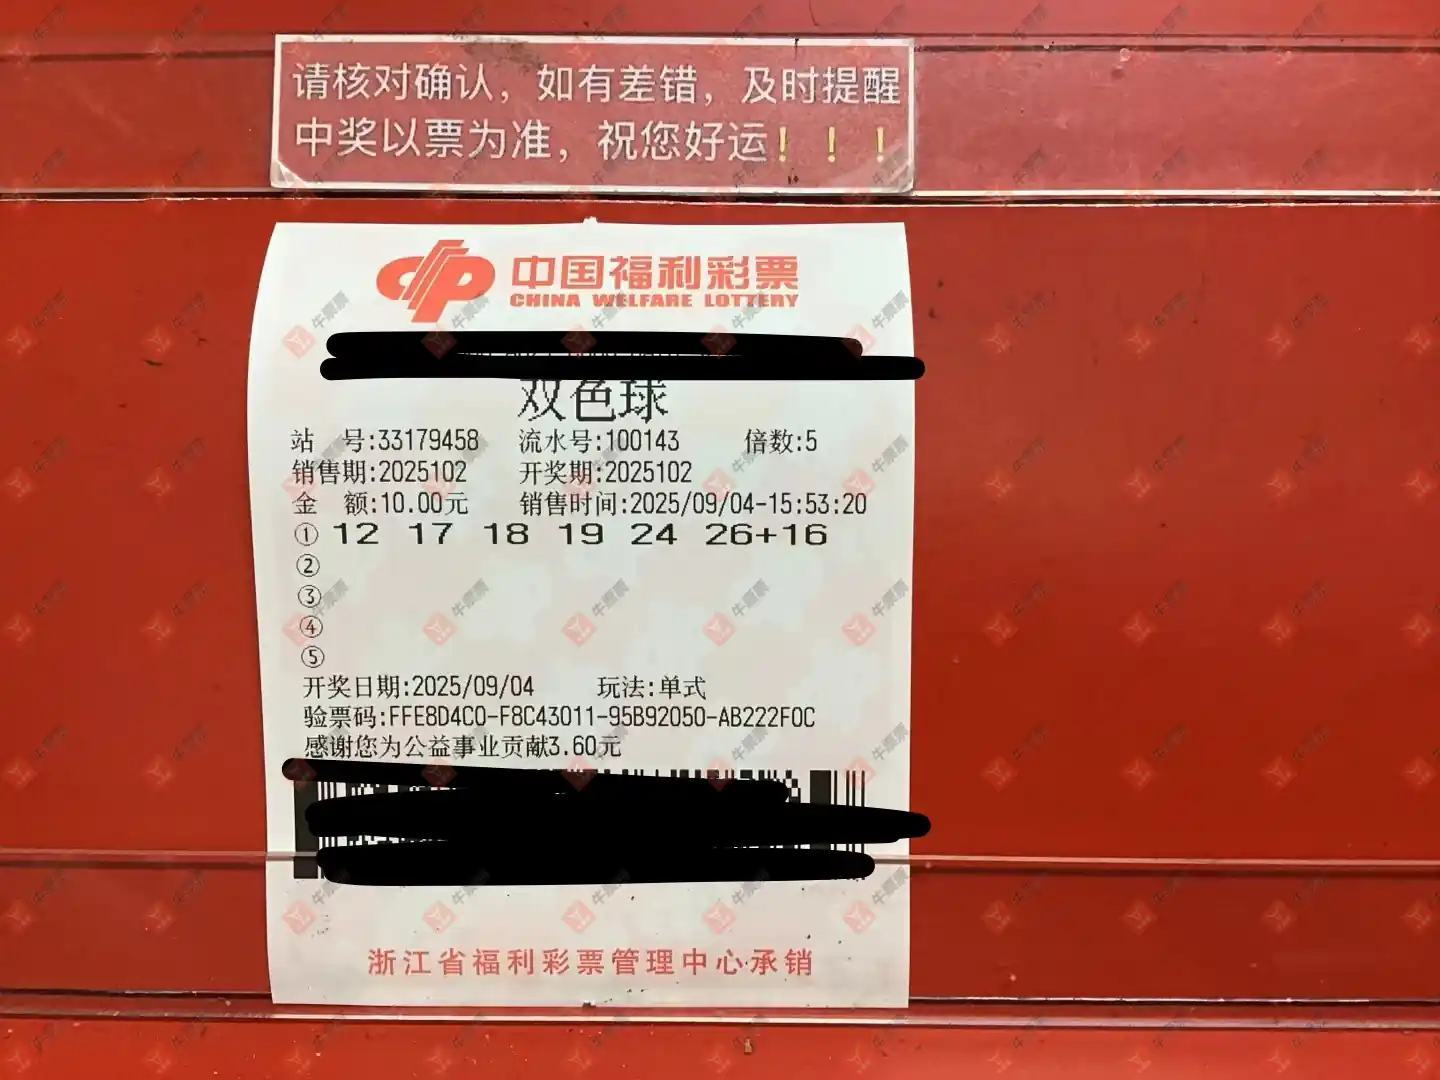 请核对确认，如有差错，及时提醒
中奖以票为准，祝您好运！！！
中国福利彩票
CHINA WELFARE LOTTERY
双色球
站 号:33179458 流水号:100143 倍数:5
销售期:2025102 开奖期:2025102
金 额:10.00元 销售时间:2025/09/04-15:53:20
① 12 17 18 19 24 26+16
②
③
④
⑤
开奖日期:2025/09/04 玩法:单式
验票码:FFE8D4C0-F8C43011-95B92050-AB222F0C
感谢您为公益事业贡献3.60元
浙江省福利彩票管理中心承销
牛票票